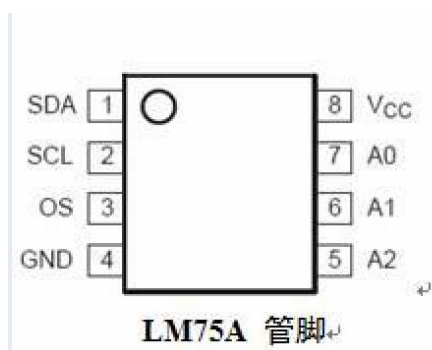 SDA 1 8 VCC
SCL 2 7 A0
OS 3 6 A1
GND 4 5 A2
LM75A 管脚